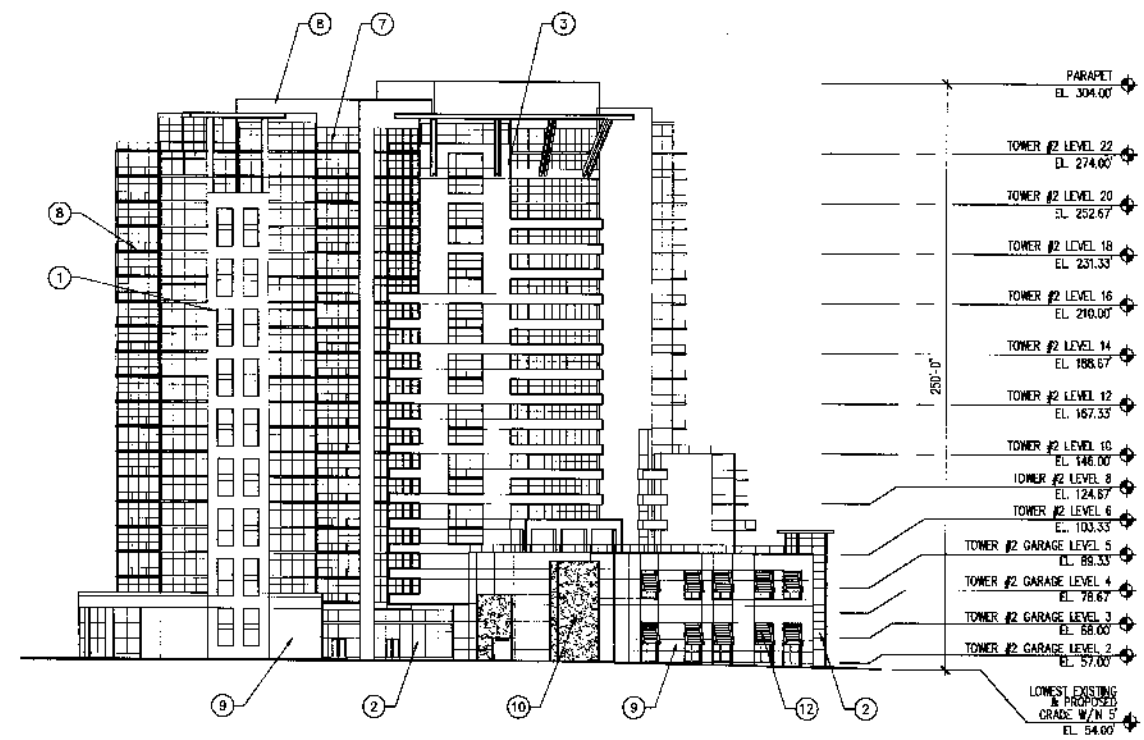 8
7
3
8
1
PARAPET
EL. 304.00'
TOWER #2 LEVEL 22
EL. 274.00'
TOWER #2 LEVEL 20
EL. 252.67'
TOWER #2 LEVEL 18
EL. 231.33'
TOWER #2 LEVEL 16
EL. 210.00'
TOWER #2 LEVEL 14
EL. 188.67'
250'-0"
TOWER #2 LEVEL 12
EL. 167.33'
TOWER #2 LEVEL 10
EL. 146.00'
TOWER #2 LEVEL 8
EL. 124.67'
TOWER #2 LEVEL 6
EL. 103.33'
TOWER #2 GARAGE LEVEL 5
EL. 89.33'
TOWER #2 GARAGE LEVEL 4
EL. 78.67'
TOWER #2 GARAGE LEVEL 3
EL. 68.00'
TOWER #2 GARAGE LEVEL 2
EL. 57.00'
LOWEST EXISTING
& PROPOSED
GRADE W/N 5'
EL. 54.00'
9
2
10
9
12
2